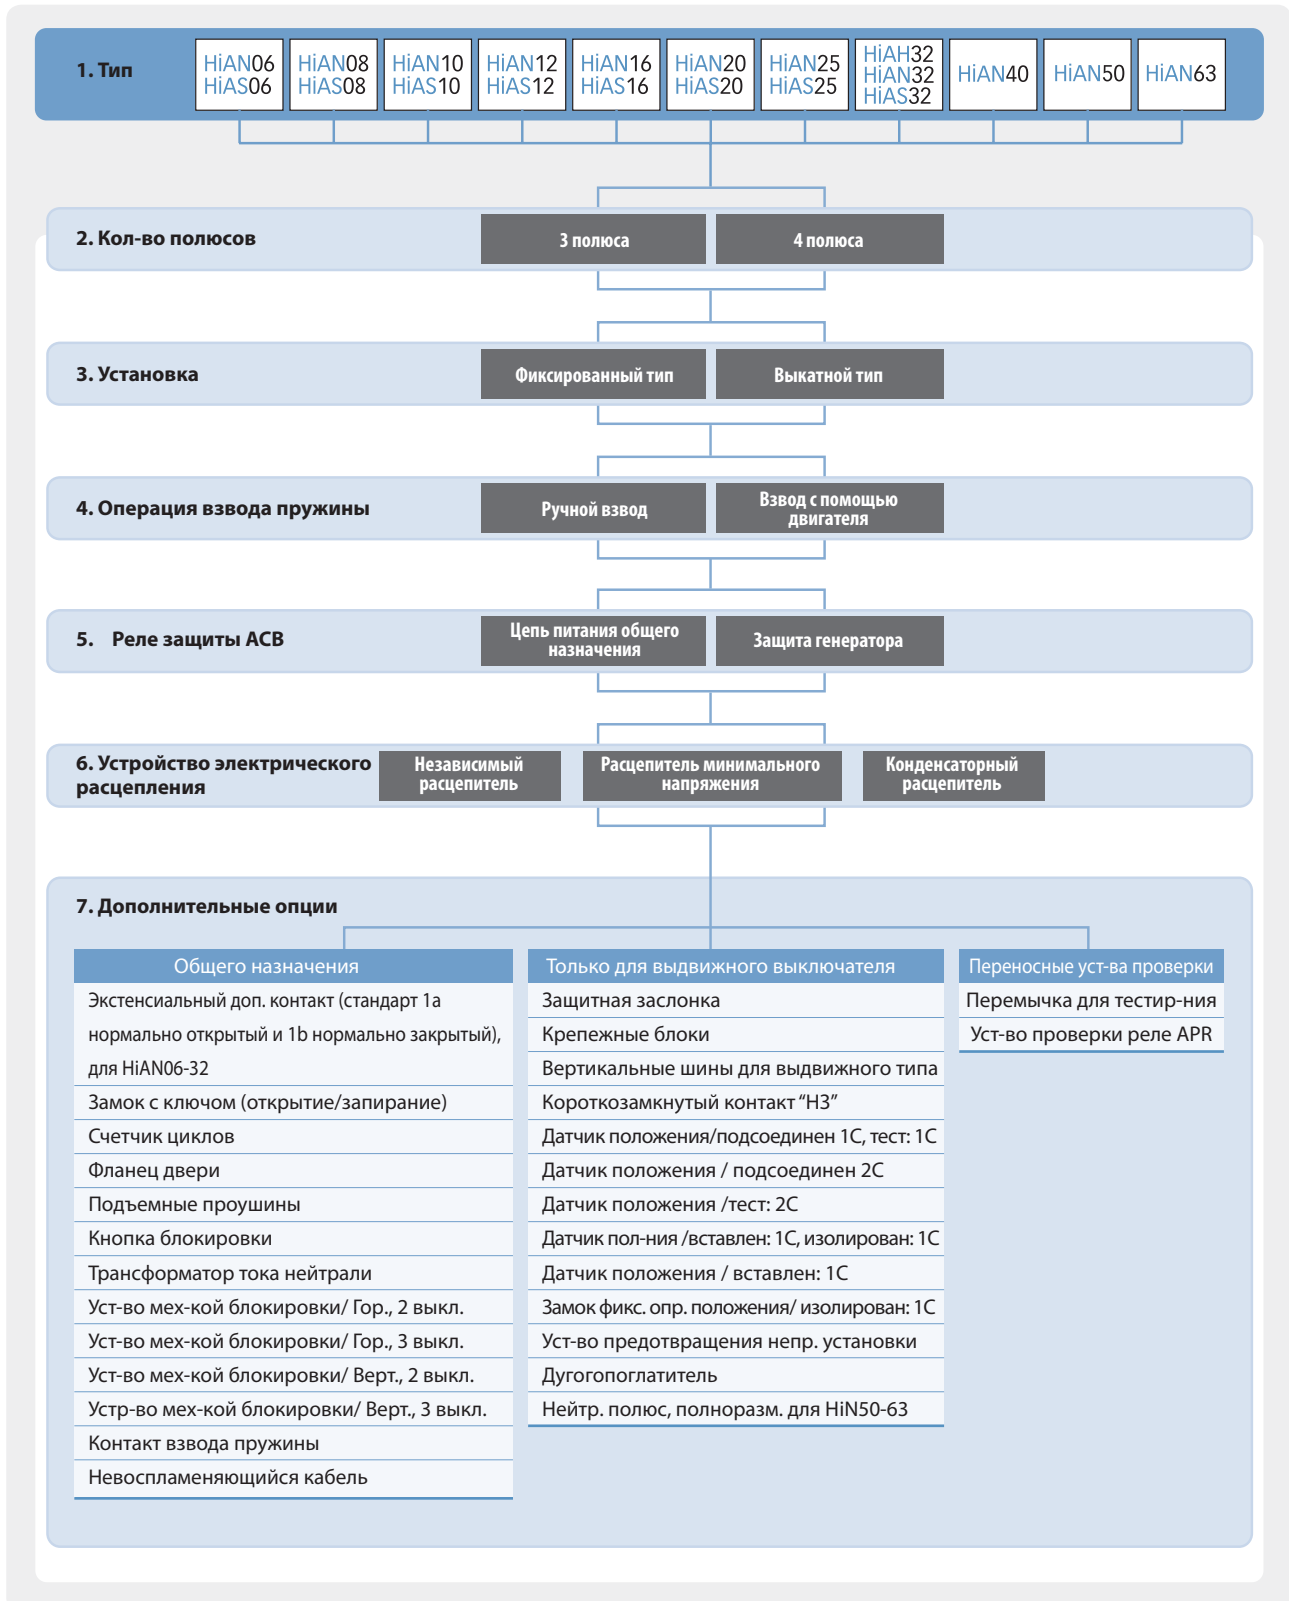 1. Тип
HiAN06
HiAS06
HiAN08
HiAS08
HiAN10
HiAS10
HiAN12
HiAS12
HiAN16
HiAS16
HiAN20
HiAS20
HiAN25
HiAS25
HiAH32
HiAN32
HiAS32
HiAN40
HiAN50
HiAN63
2. Кол-во полюсов
3 полюса
4 полюса
3. Установка
Фиксированный тип
Выкатной тип
4. Операция взвода пружины
Ручной взвод
Взвод с помощью
двигателя
5. Реле защиты АСВ
Цепь питания общего
назначения
Защита генератора
6. Устройство электрического
расцепления
Независимый
расцепитель
Расцепитель минимального
напряжения
Конденсаторный
расцепитель
7. Дополнительные опции
Общего назначения
Экстенсиальный доп. контакт (стандарт 1a
нормально открытый и 1b нормально закрытый),
для HiAN06-32
Замок с ключом (открытие/запирание)
Счетчик циклов
Фланец двери
Подъемные проушины
Кнопка блокировки
Трансформатор тока нейтрали
Уст-во мех-кой блокировки/ Гор., 2 выкл.
Уст-во мех-кой блокировки/ Гор., 3 выкл.
Уст-во мех-кой блокировки/ Верт., 2 выкл.
Устр-во мех-кой блокировки/ Верт., 3 выкл.
Контакт взвода пружины
Невоспламеняющийся кабель
Только для выдвижного выключателя
Защитная заслонка
Крепежные блоки
Вертикальные шины для выдвижного типа
Короткозамкнутый контакт “НЗ”
Датчик положения/подсоединен 1С, тест: 1С
Датчик положения / подсоединен 2С
Датчик положения /тест: 2С
Датчик пол-ния /вставлен: 1С, изолирован: 1С
Датчик положения / вставлен: 1С
Замок фикс. опр. положения/ изолирован: 1С
Уст-во предотвращения непр. установки
Дугогопоглатитель
Нейтр. полюс, полноразм. для HiN50-63
Переносные уст-ва проверки
Перемычка для тестир-ния
Уст-во проверки реле APR